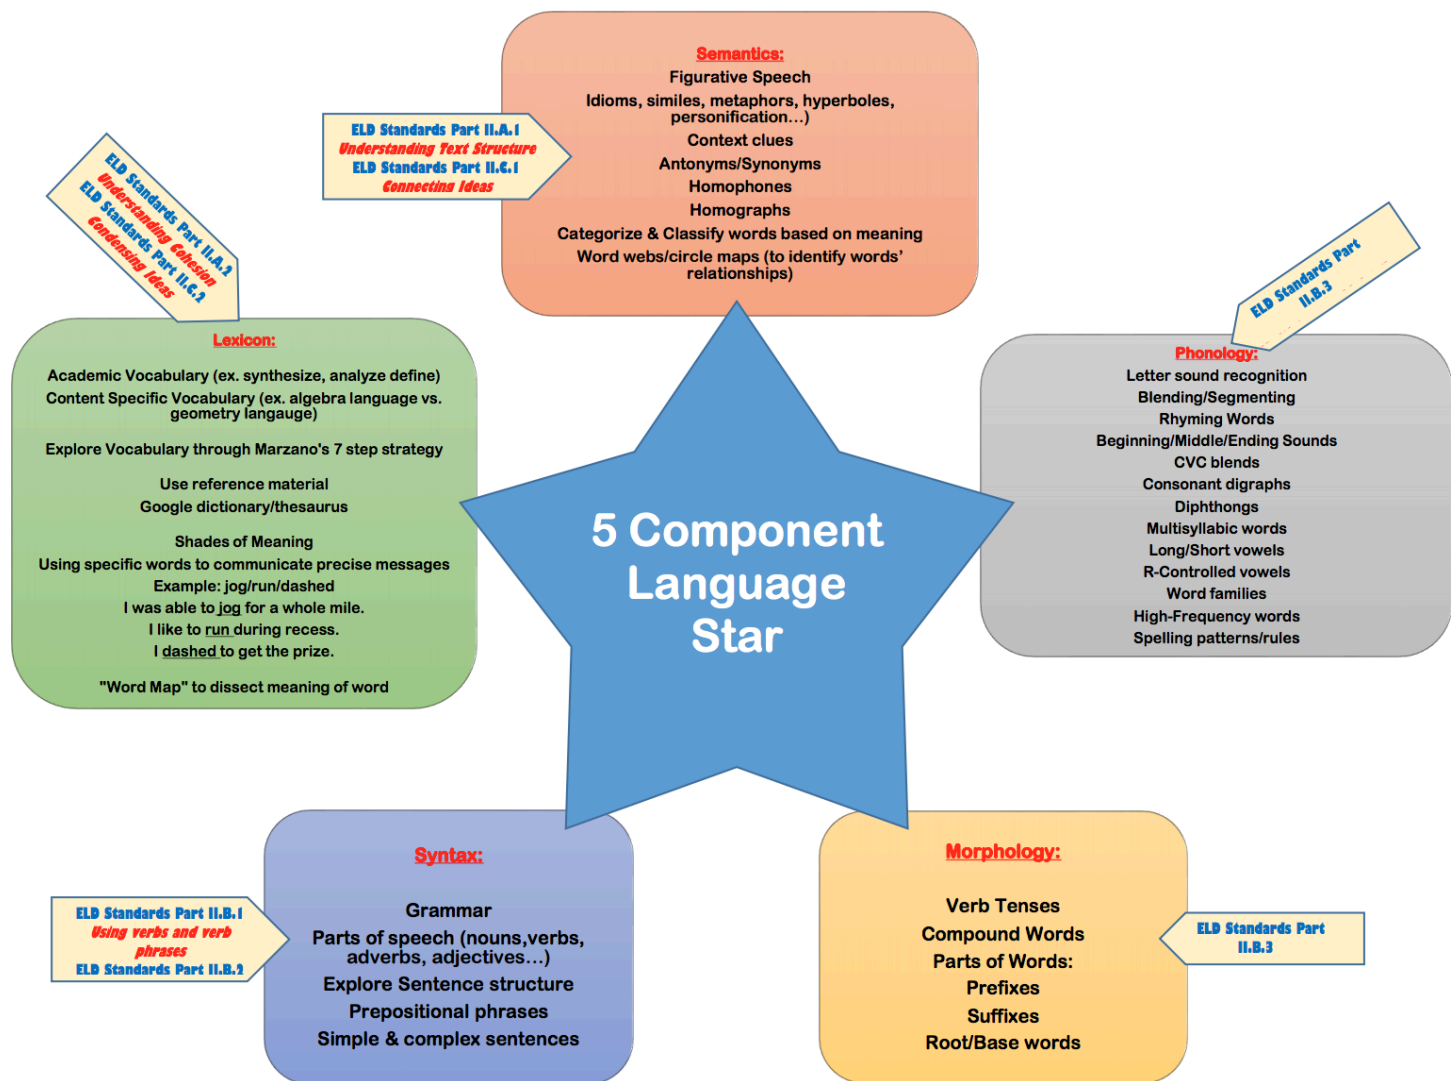 Semantics:
Figurative Speech
Idioms, similes, metaphors, hyperboles,
personification...)
Context clues
Antonyms/Synonyms
Homophones
Homographs
Categorize & Classify words based on meaning
Word webs/circle maps (to identify words'
relationships)
ELD Standards Part II.A.1
Understanding Text Structure
ELD Standards Part II.C.1
Connecting Ideas
ELD Standards Part II.A.2
Understanding Cohesion
ELD Standards Part II.C.2
Condensing Ideas
Lexicon:
Academic Vocabulary (ex. synthesize, analyze define)
Content Specific Vocabulary (ex. algebra language vs.
geometry langauge)
Explore Vocabulary through Marzano's 7 step strategy
Use reference material
Google dictionary/thesaurus
Shades of Meaning
Using specific words to communicate precise messages
Example: jog/run/dashed
I was able to jog for a whole mile.
I like to run during recess.
I dashed to get the prize.
"Word Map" to dissect meaning of word
5 Component
Language
Star
ELD Standards Part
II.B.3
Phonology:
Letter sound recognition
Blending/Segmenting
Rhyming Words
Beginning/Middle/Ending Sounds
CVC blends
Consonant digraphs
Diphthongs
Multisyllabic words
Long/Short vowels
R-Controlled vowels
Word families
High-Frequency words
Spelling patterns/rules
ELD Standards Part II.B.1
Using verbs and verb
phrases
ELD Standards Part II.B.2
Syntax:
Grammar
Parts of speech (nouns,verbs,
adverbs, adjectives...)
Explore Sentence structure
Prepositional phrases
Simple & complex sentences
Morphology:
Verb Tenses
Compound Words
Parts of Words:
Prefixes
Suffixes
Root/Base words
ELD Standards Part
II.B.3